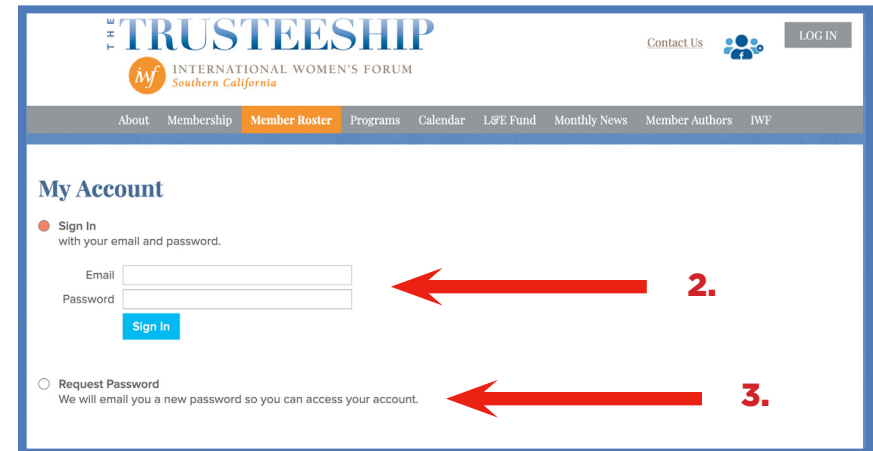 THE TRUSTEESHIP
iwf INTERNATIONAL WOMEN'S FORUM
Southern California
Contact Us
LOG IN
About Membership Member Roster Programs Calendar L&E Fund Monthly News Member Authors IWF
My Account
Sign In
with your email and password.
Email
Password
Sign In
2.
Request Password
We will email you a new password so you can access your account.
3.